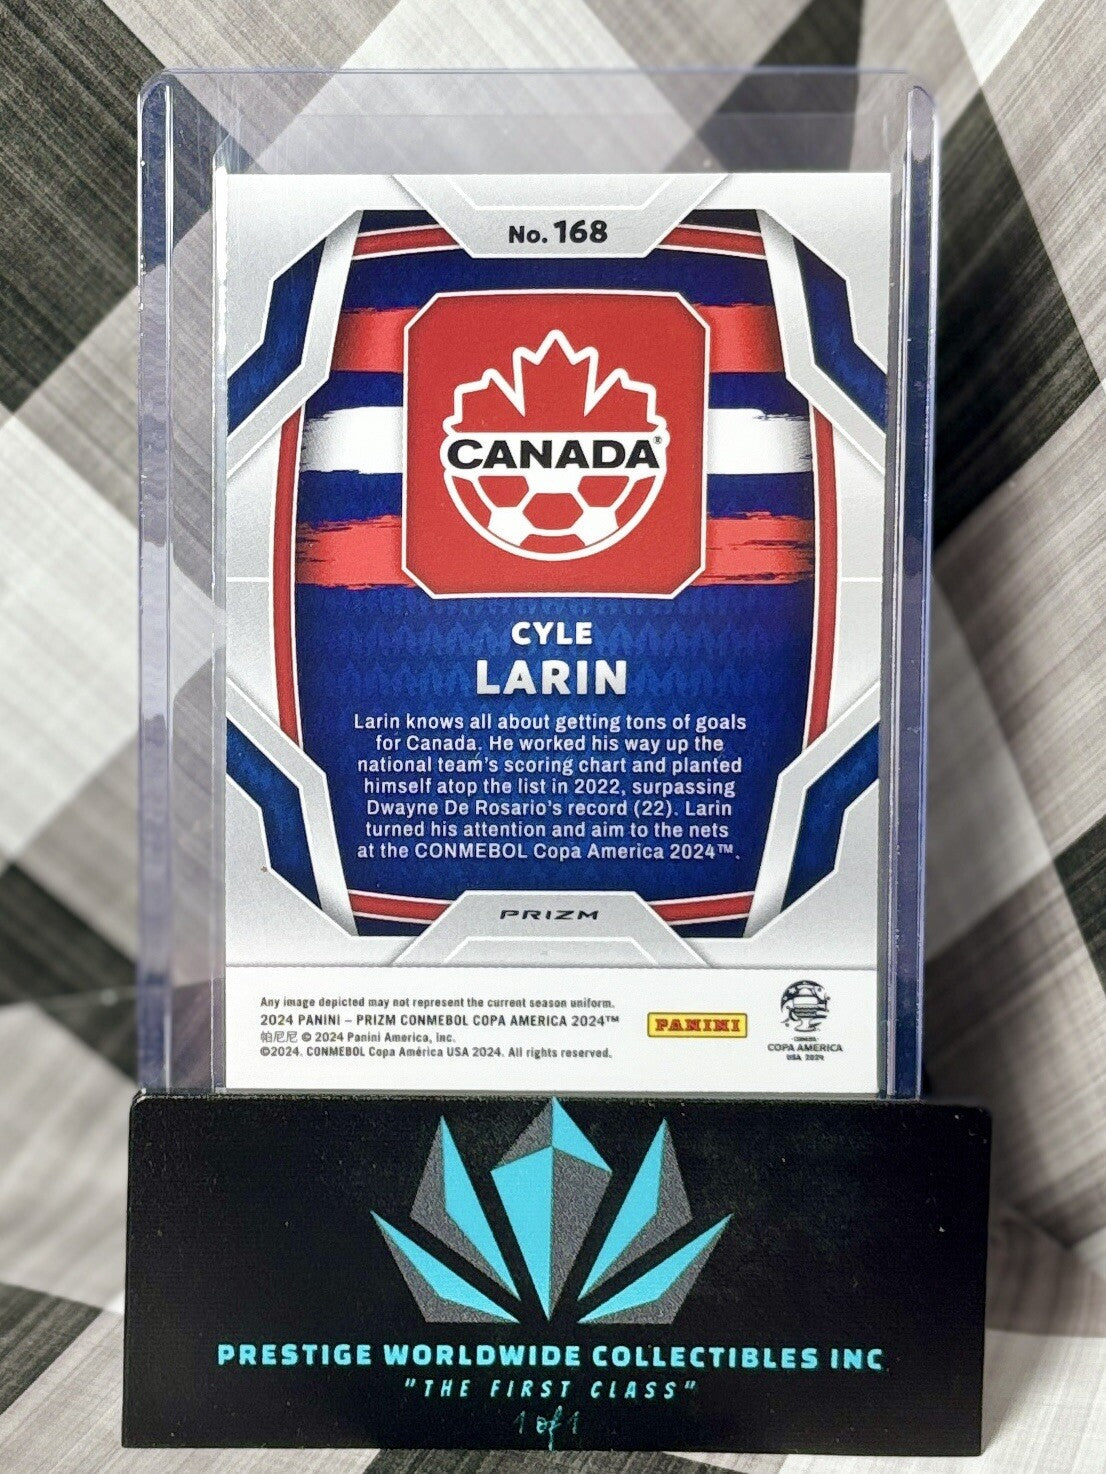 No. 168
CANADA®
CYLE
LARIN
Larin knows all about getting tons of goals
for Canada. He worked his way up the
national team's scoring chart and planted
himself atop the list in 2022, surpassing
Dwayne De Rosario's record (22). Larin
turned his attention and aim to the nets
at the CONMEBOL Copa America 2024™.
PRIZM
Any image depicted may not represent the current season uniform.
2024 PANINI – PRIZM CONMEBOL COPA AMERICA 2024™
帕尼尼 © 2024 Panini America, Inc.
©2024. CONMEBOL Copa América USA 2024. All rights reserved.
PANINI
CONMEBOL
COPA AMERICA
USA 2024
PRESTIGE WORLDWIDE COLLECTIBLES INC
"THE FIRST CLASS"
1 of 1